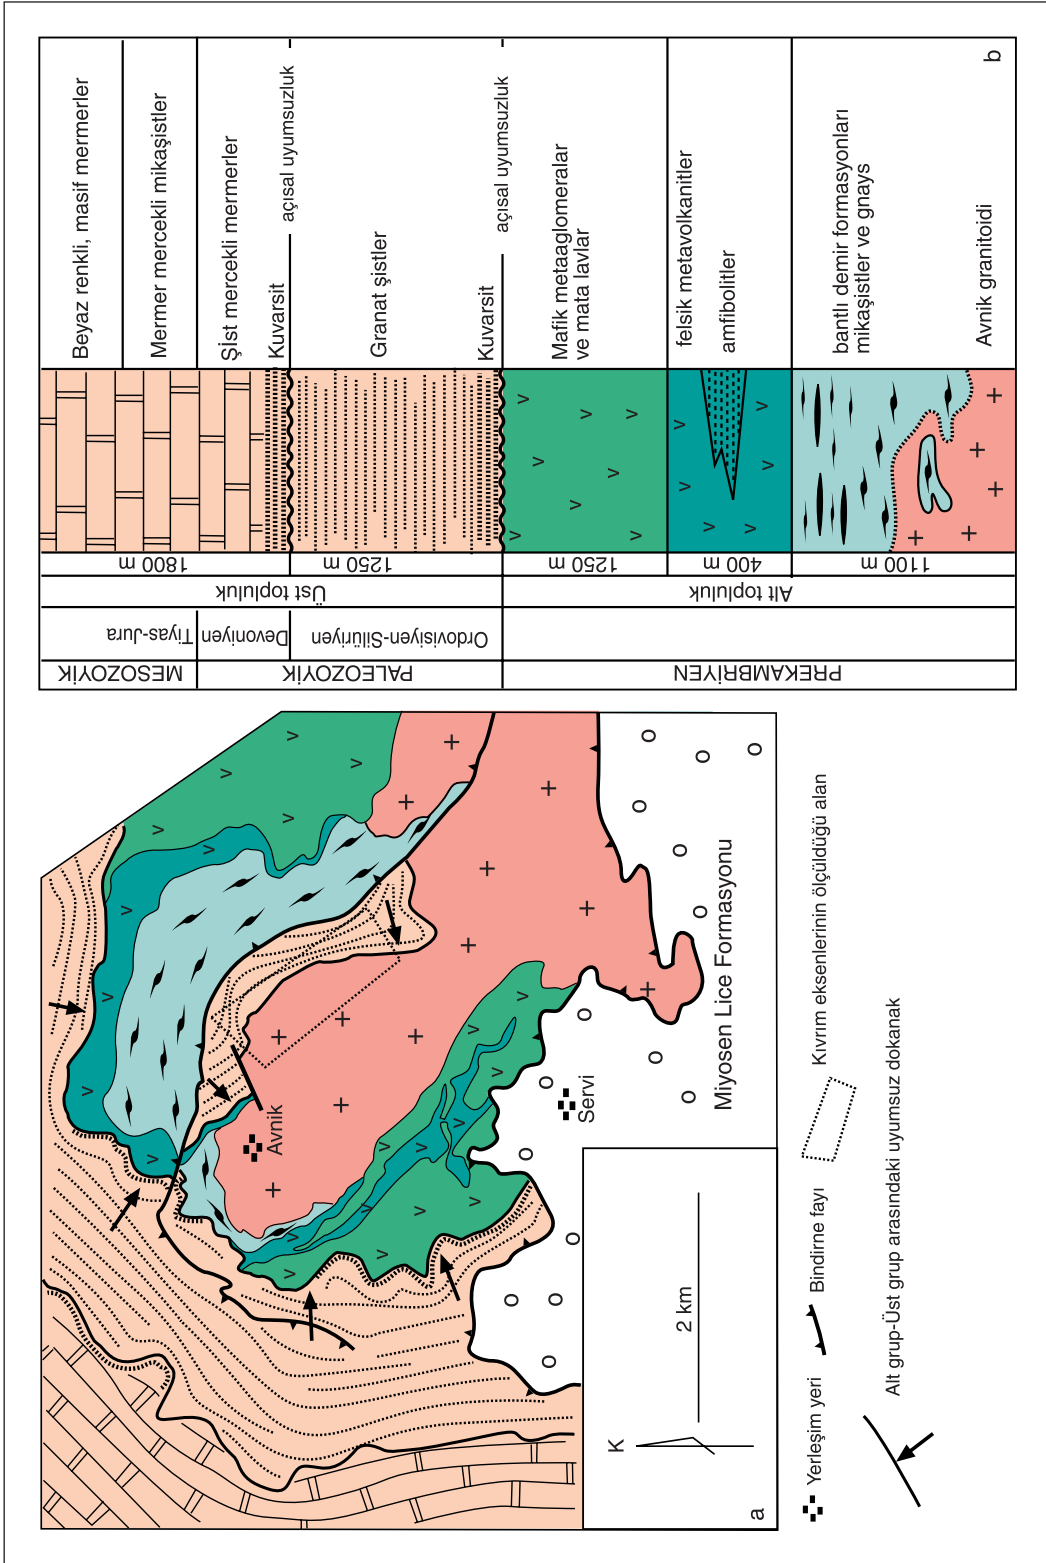 Beyaz renkli, masif mermerler
Mermer mercekli mikaşistler
Şİst mercekli mermerler
Kuvarsit
açısal uyumsuzluk
Granat şistler
Kuvarsit
açısal uyumsuzluk
Mafik metaaglomeralar
ve mata lavlar
felsik metavolkanitler
amfibolitler
bantlı demir formasyonları
mikaşistler ve gnays
Avnik granitoidi
b
1800 m
1250 m
1250 m
400 m
1100 m
Üst topluluk
Alt topluluk
Tiyas-Jura
Devoniyen
Ordovisiyen-Silüriyen
MESOZOYİK
PALEOZOYİK
PREKAMBRİYEN
Avnik
Servi
Miyosen Lice Formasyonu
K
2 km
a
Yerleşim yeri
Bindirne fayı
Kıvrım eksenlerinin ölçüldüğü alan
Alt grup-Üst grup arasındaki uyumsuz dokanak